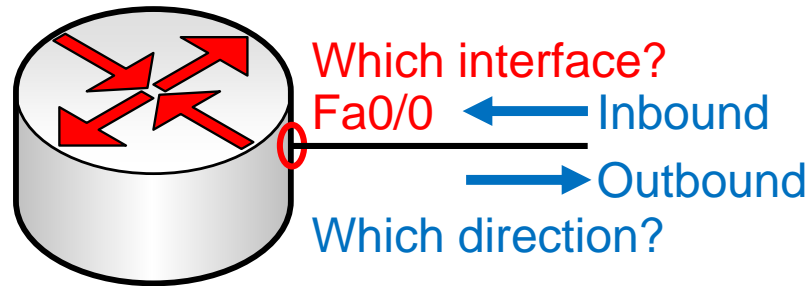 Which interface?
Fa0/0 Inbound
Outbound
Which direction?